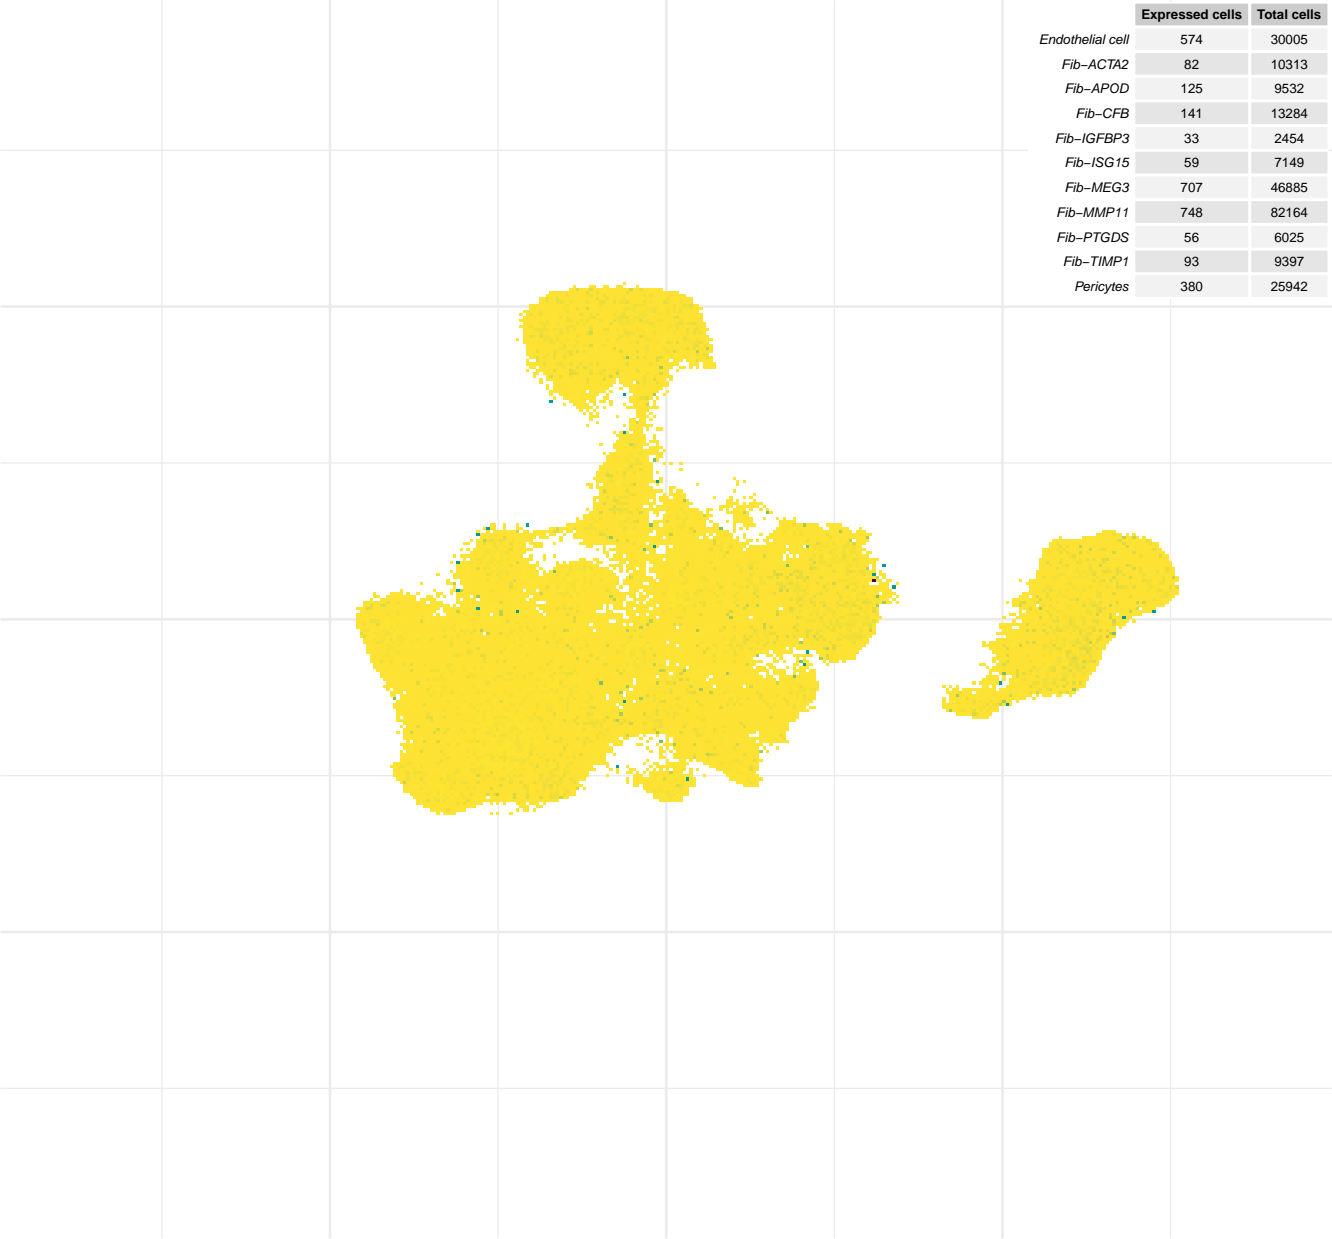 Expressed cells Total cells
Endothelial cell 574 30005
Fib−ACTA2 82 10313
Fib−APOD 125 9532
Fib−CFB 141 13284
Fib−IGFBP3 33 2454
Fib−ISG15 59 7149
Fib−MEG3 707 46885
Fib−MMP11 748 82164
Fib−PTGDS 56 6025
Fib−TIMP1 93 9397
Pericytes 380 25942